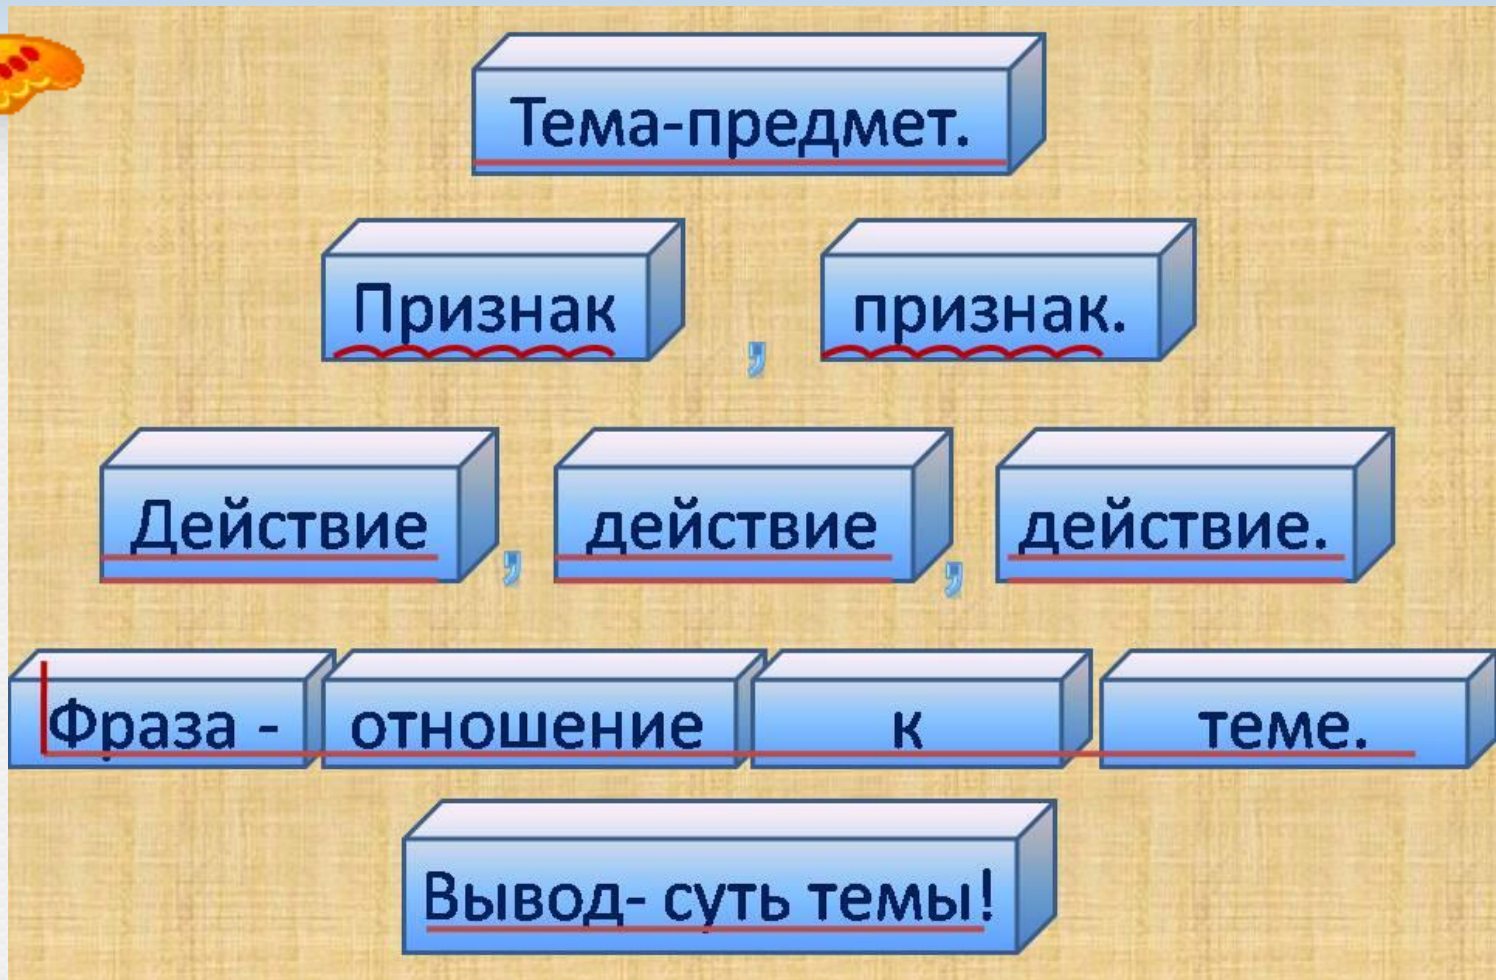 Тема-предмет.
Признак , признак.
Действие , действие , действие.
Фраза - отношение к теме.
Вывод- суть темы!